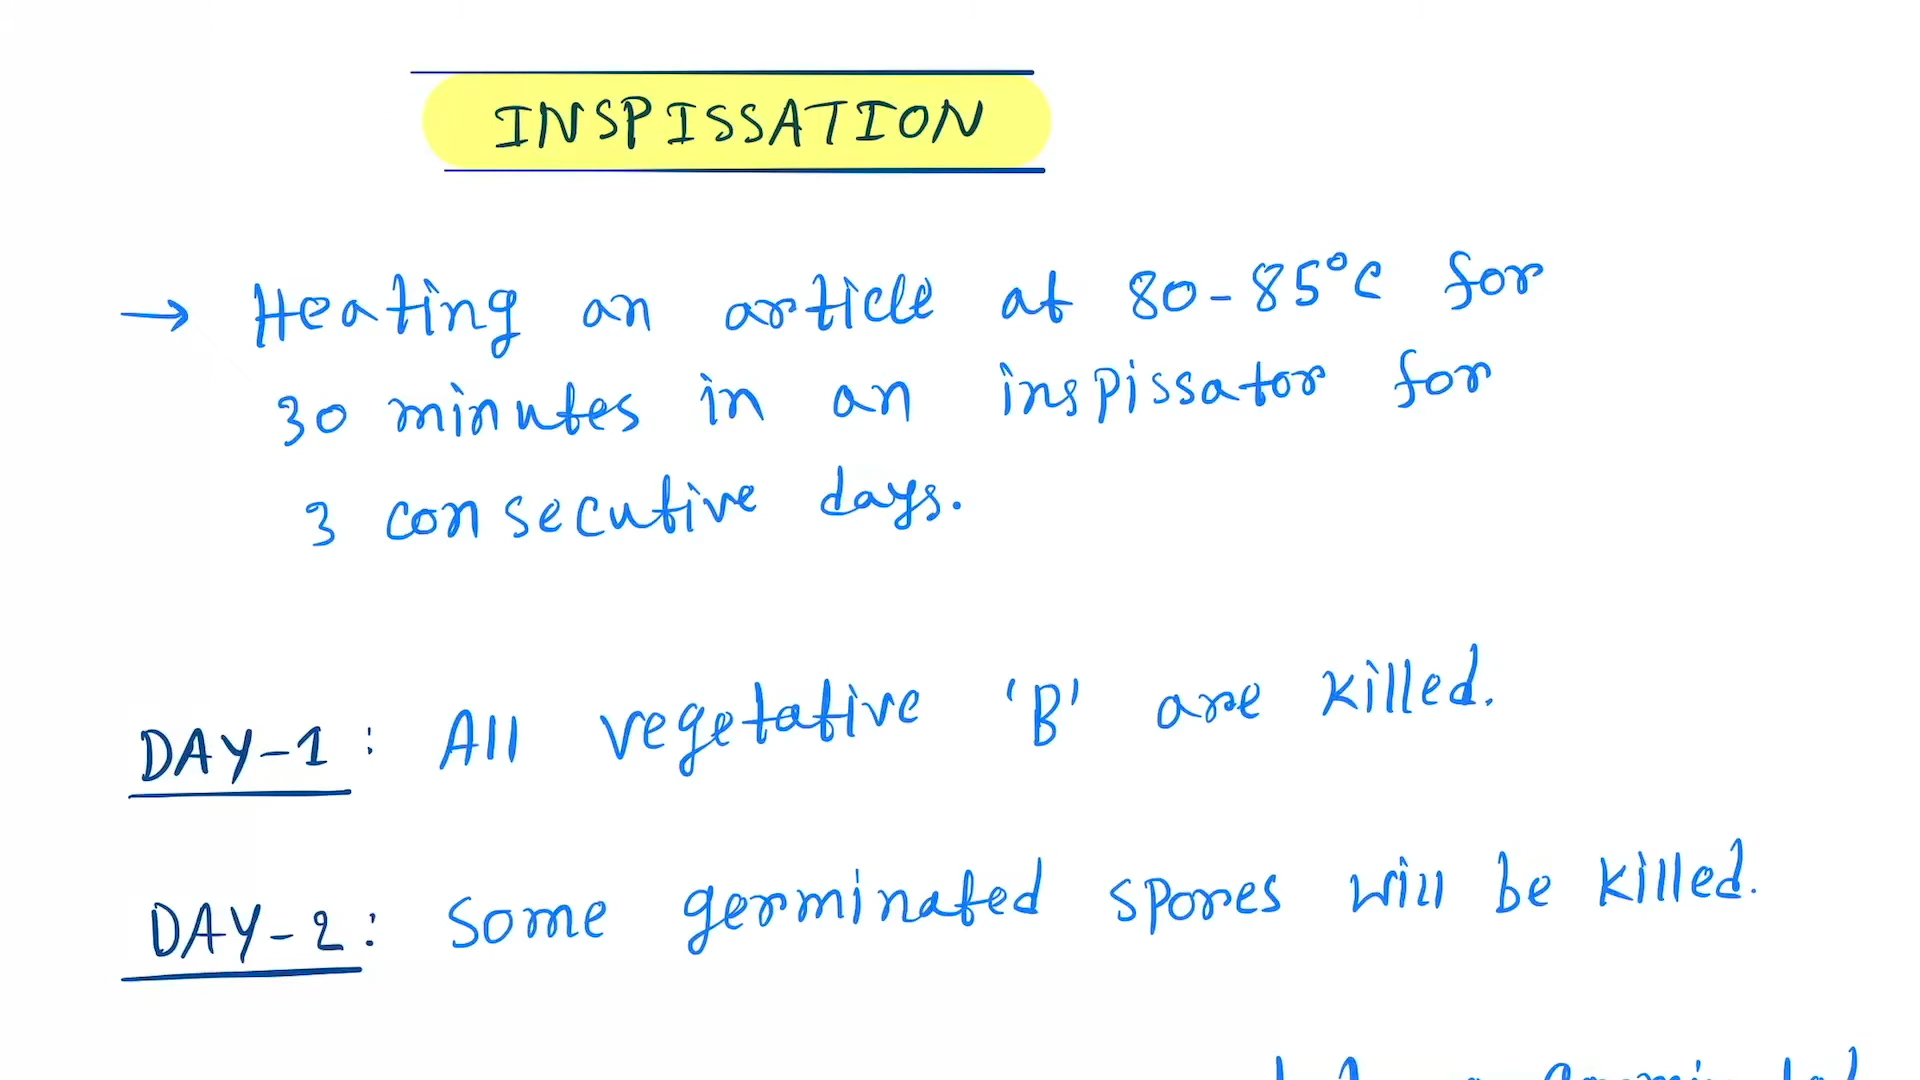 INSPISSATION
→ Heating an article at 80-85°C for
30 minutes in an inspissator for
3 consecutive days.
DAY-1: All vegetative 'B' are killed.
DAY-2: Some germinated spores will be killed.